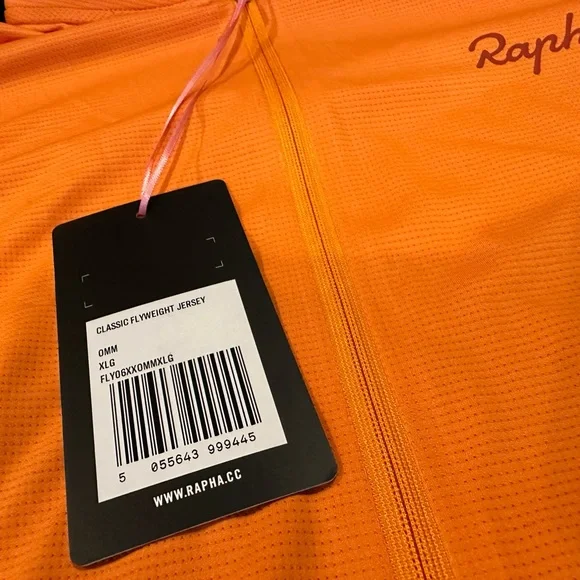 Raph
CLASSIC FLYWEIGHT JERSEY
OMM
XLG
FLY06XXOMMXLG
5 055643 999445
WWW.RAPHA.CC